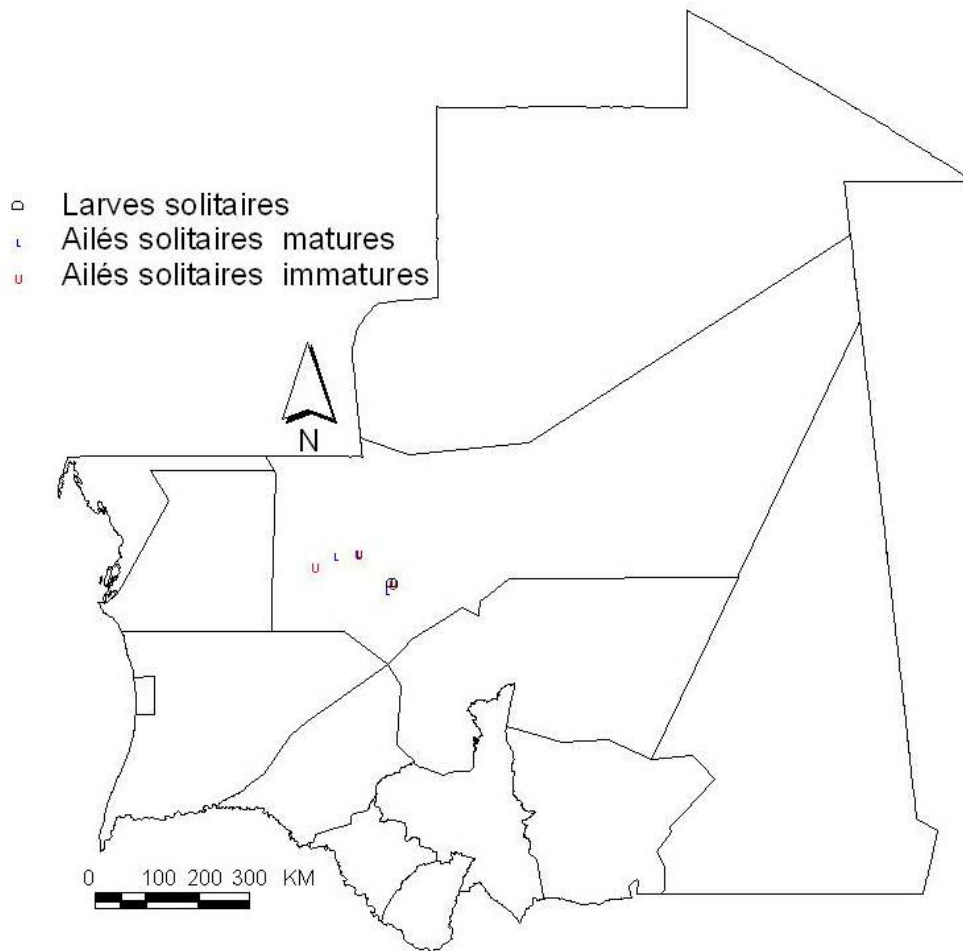 D Larves solitaires
L Ailés solitaires matures
U Ailés solitaires immatures
N
U L U
D
L
0 100 200 300 KM